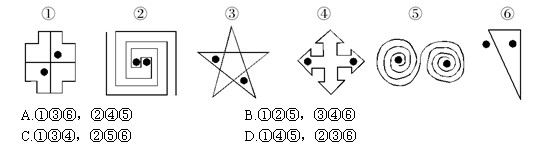 ① ② ③ ④ ⑤ ⑥
A.①③⑥，②④⑤ B.①②⑤，③④⑥
C.①③④，②⑤⑥ D.①④⑤，②③⑥